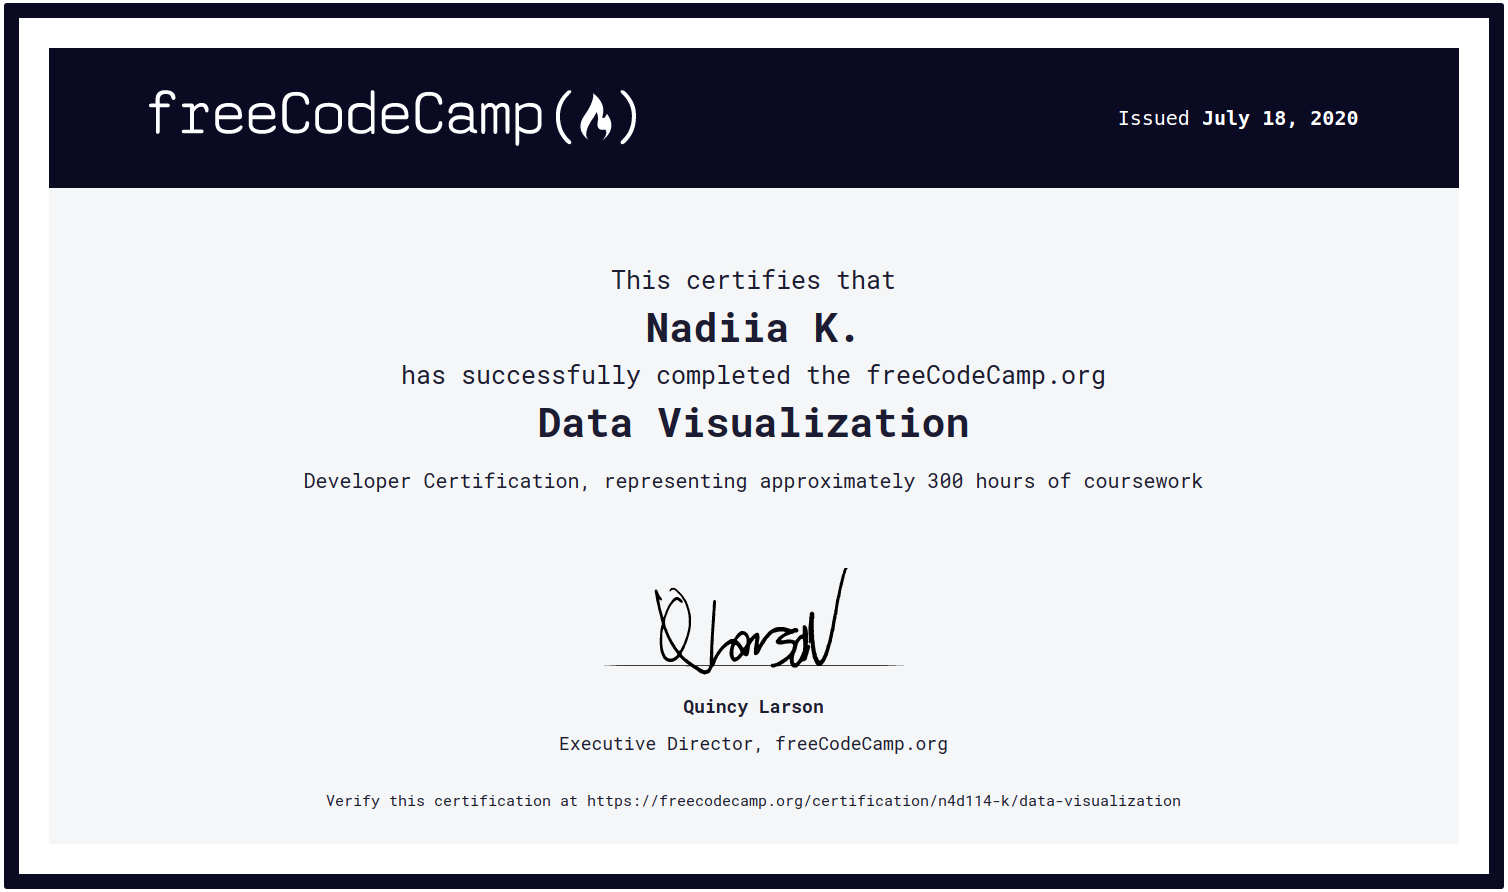 freeCodeCamp(🔥)
Issued July 18, 2020
This certifies that
Nadiia K.
has successfully completed the freeCodeCamp.org
Data Visualization
Developer Certification, representing approximately 300 hours of coursework
Q Larson
Quincy Larson
Executive Director, freeCodeCamp.org
Verify this certification at https://freecodecamp.org/certification/n4d114-k/data-visualization